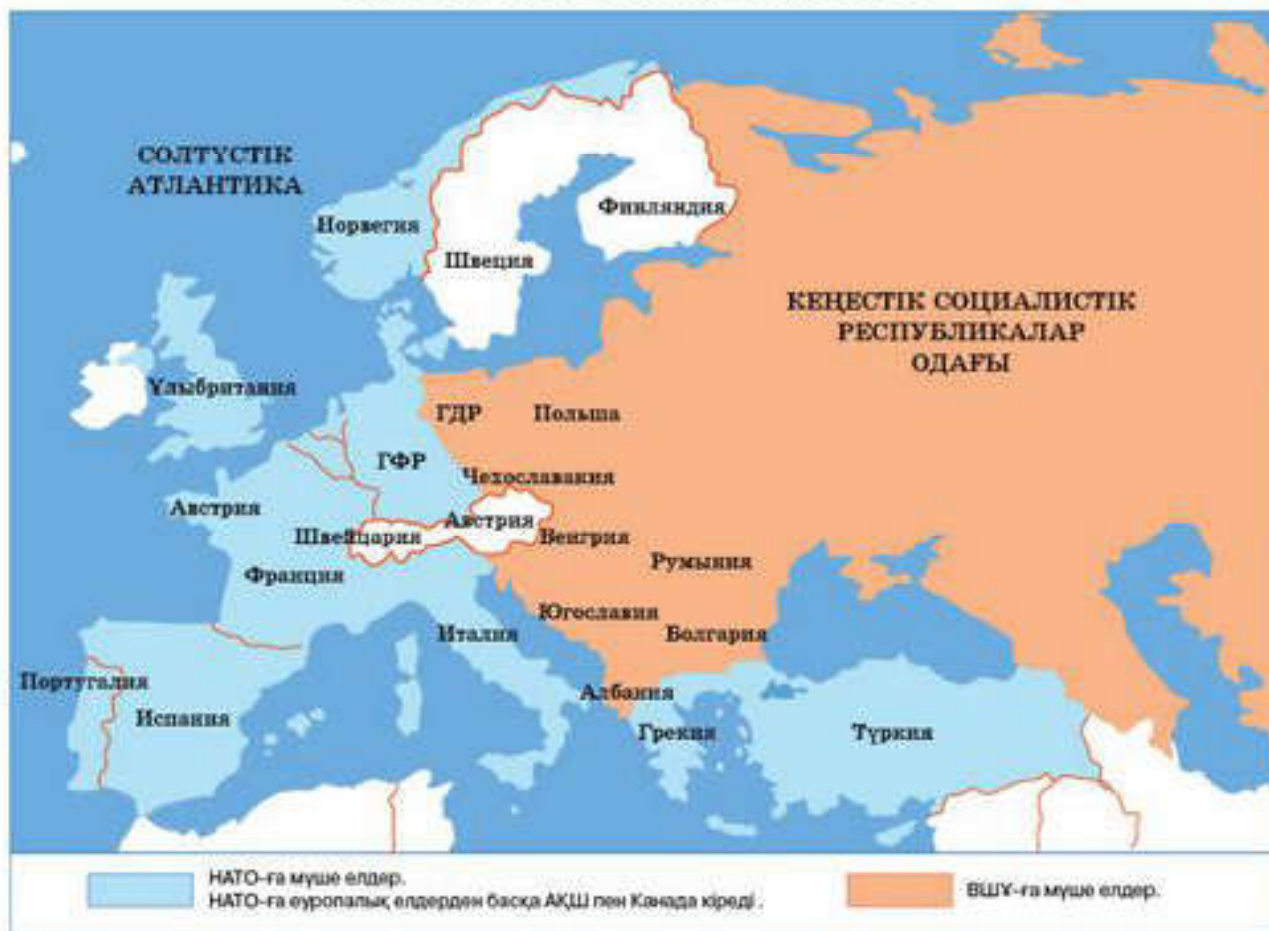 СОЛТҮСТІК
АТЛАНТИКА
Норвегия
Финляндия
Швеция
КЕҢЕСТІК СОЦИАЛИСТІК
РЕСПУБЛИКАЛАР
ОДАҒЫ
Ұлыбритания
ГДР
Польша
ГФР
Чехославакия
Австрия
Австрия
Швейцария
Венгрия
Франция
Румыния
Югославия
Италия
Болгария
Португалия
Испания
Албания
Грекия
Түркия
НАТО-ға мүше елдер.
НАТО-ға еуропалық елдерден басқа АҚШ пен Канада кіреді.
ВШҰ-ға мүше елдер.